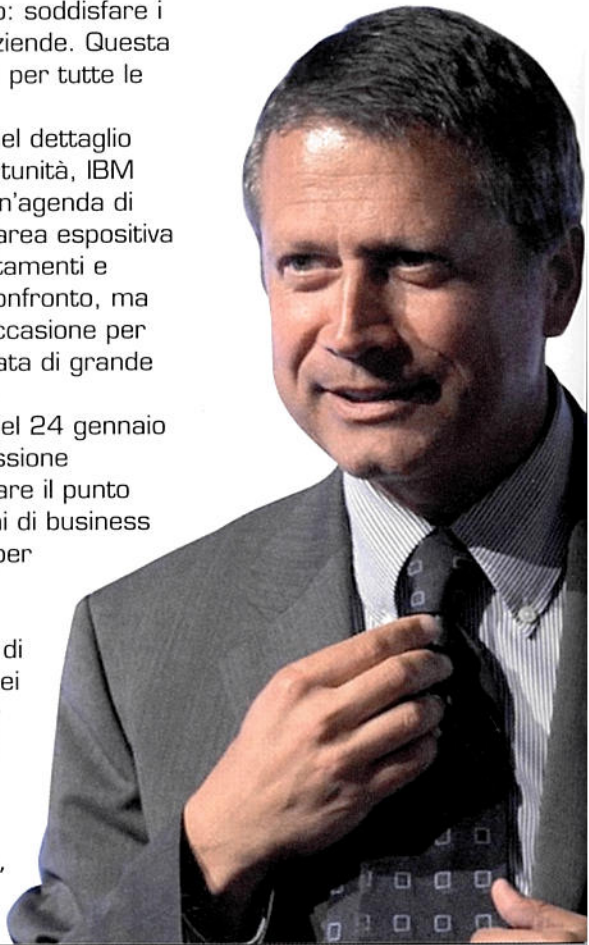 o: soddisfare i
ziende. Questa
per tutte le
el dettaglio
tunità, IBM
n'agenda di
area espositiva
tamenti e
onfronto, ma
ccasione per
ata di grande
el 24 gennaio
ssione
are il punto
ni di business
per
di
ei
,